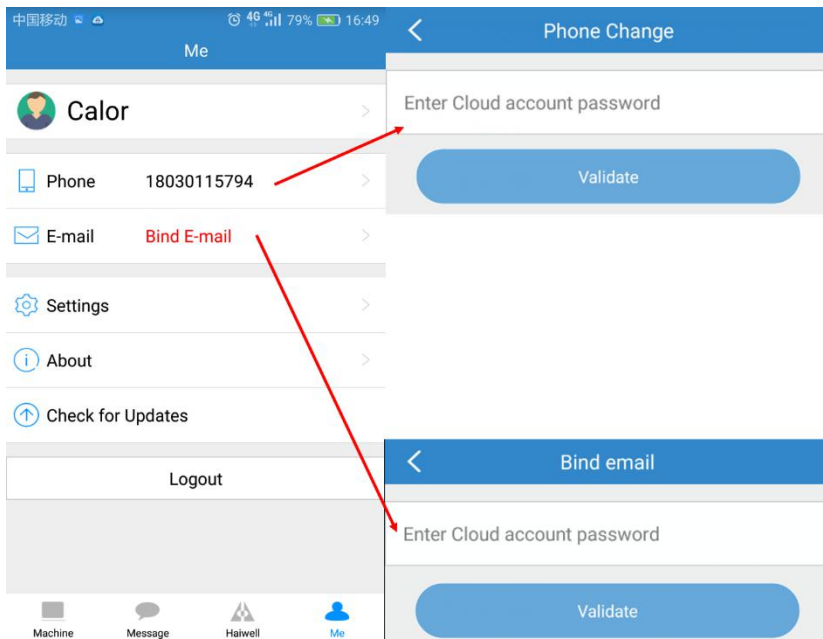 中国移动 4G 4G 79% 16:49
Me
Calor
Phone 18030115794
E-mail Bind E-mail
Settings
About
Check for Updates
Logout
Machine Message Haiwell Me
Phone Change
Enter Cloud account password
Validate
Bind email
Enter Cloud account password
Validate